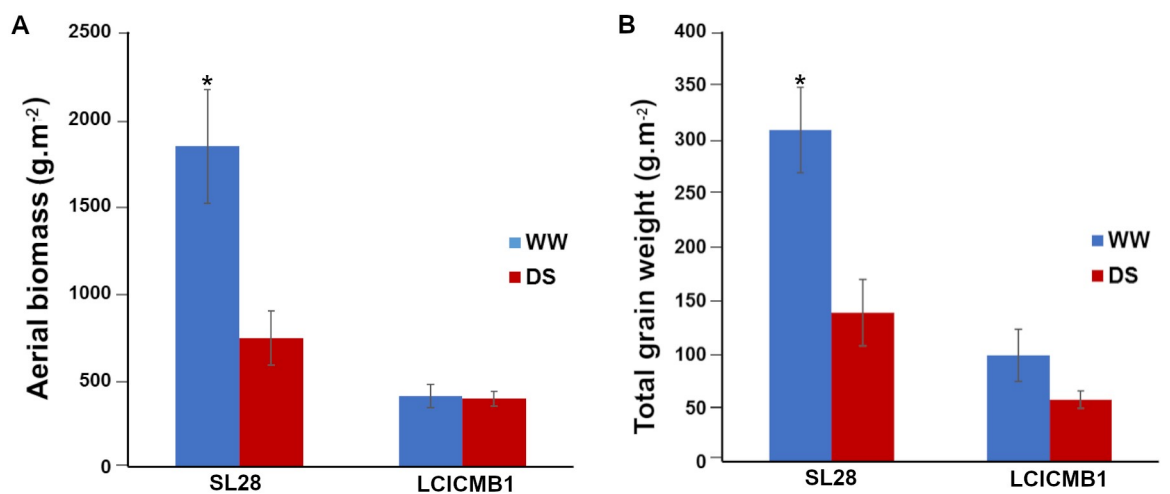 A
Aerial biomass (g.m-2)
2500
2000
1500
1000
500
0
*
WW
DS
SL28
LCICMB1
B
Total grain weight (g.m-2)
400
350
300
250
200
150
100
50
0
*
WW
DS
SL28
LCICMB1